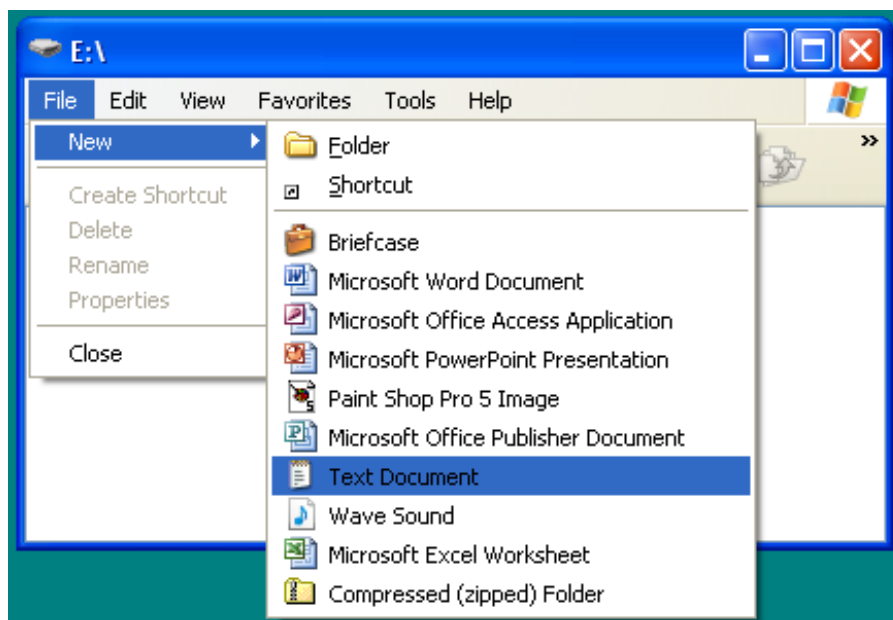 E:\
File Edit View Favorites Tools Help
New
Create Shortcut
Delete
Rename
Properties
Close
Folder
Shortcut
Briefcase
Microsoft Word Document
Microsoft Office Access Application
Microsoft PowerPoint Presentation
Paint Shop Pro 5 Image
Microsoft Office Publisher Document
Text Document
Wave Sound
Microsoft Excel Worksheet
Compressed (zipped) Folder